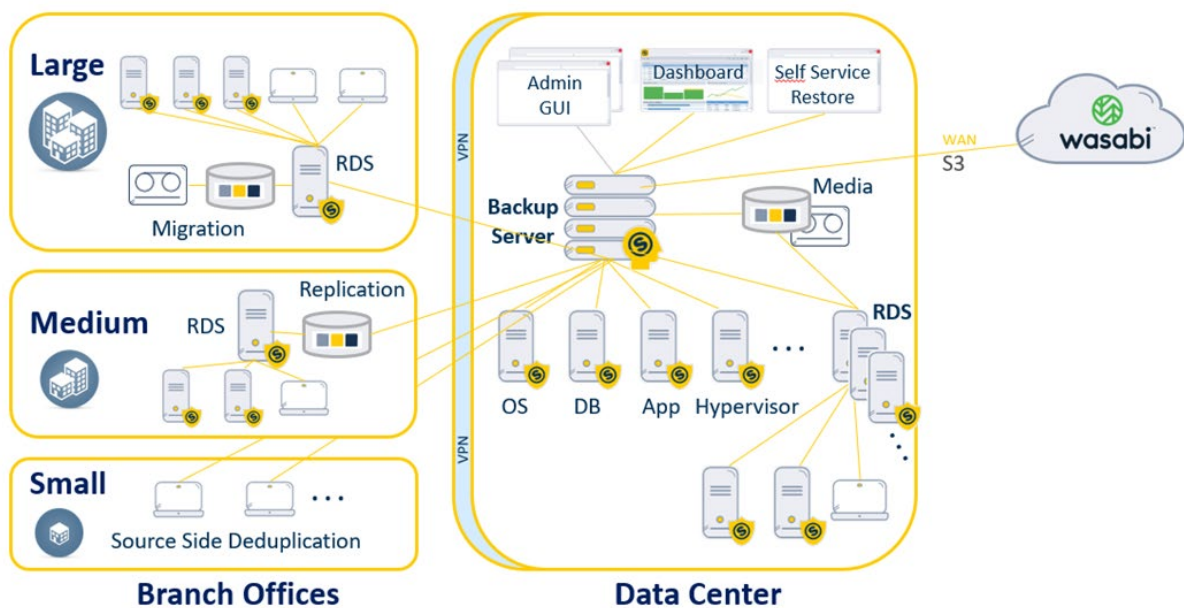 Large
RDS
Migration
Medium
RDS
Replication
Small
Source Side Deduplication
Branch Offices
VPN
VPN
Admin
GUI
Dashboard
Self Service
Restore
Backup
Server
Media
RDS
OS
DB
App
Hypervisor
Data Center
WAN
S3
wasabi